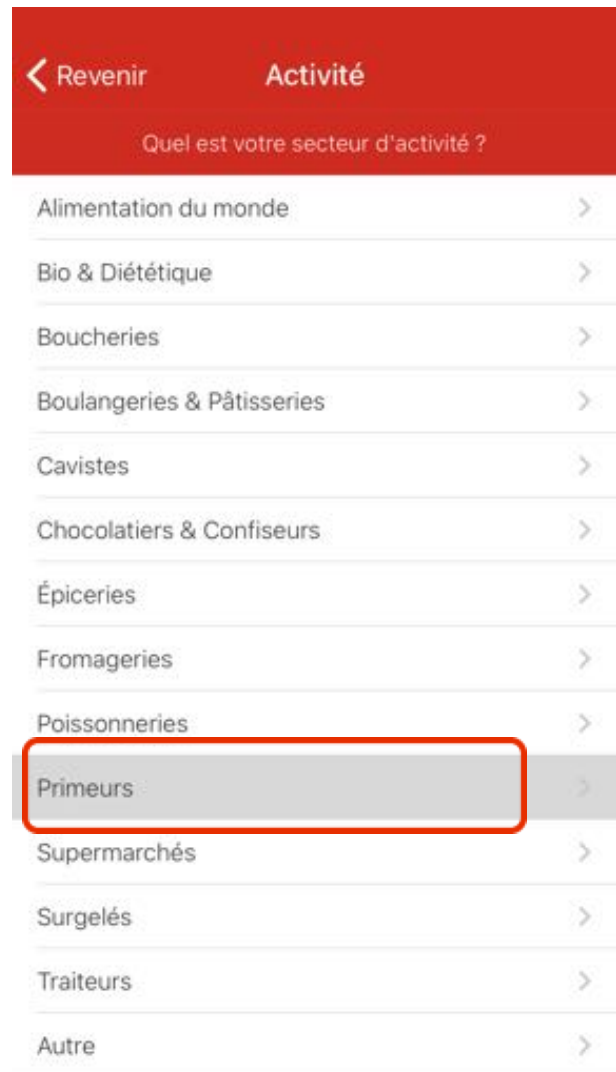 Revenir Activité
Quel est votre secteur d'activité ?
Alimentation du monde
Bio & Diététique
Boucheries
Boulangeries & Pâtisseries
Cavistes
Chocolatiers & Confiseurs
Épiceries
Fromageries
Poissonneries
Primeurs
Supermarchés
Surgelés
Traiteurs
Autre